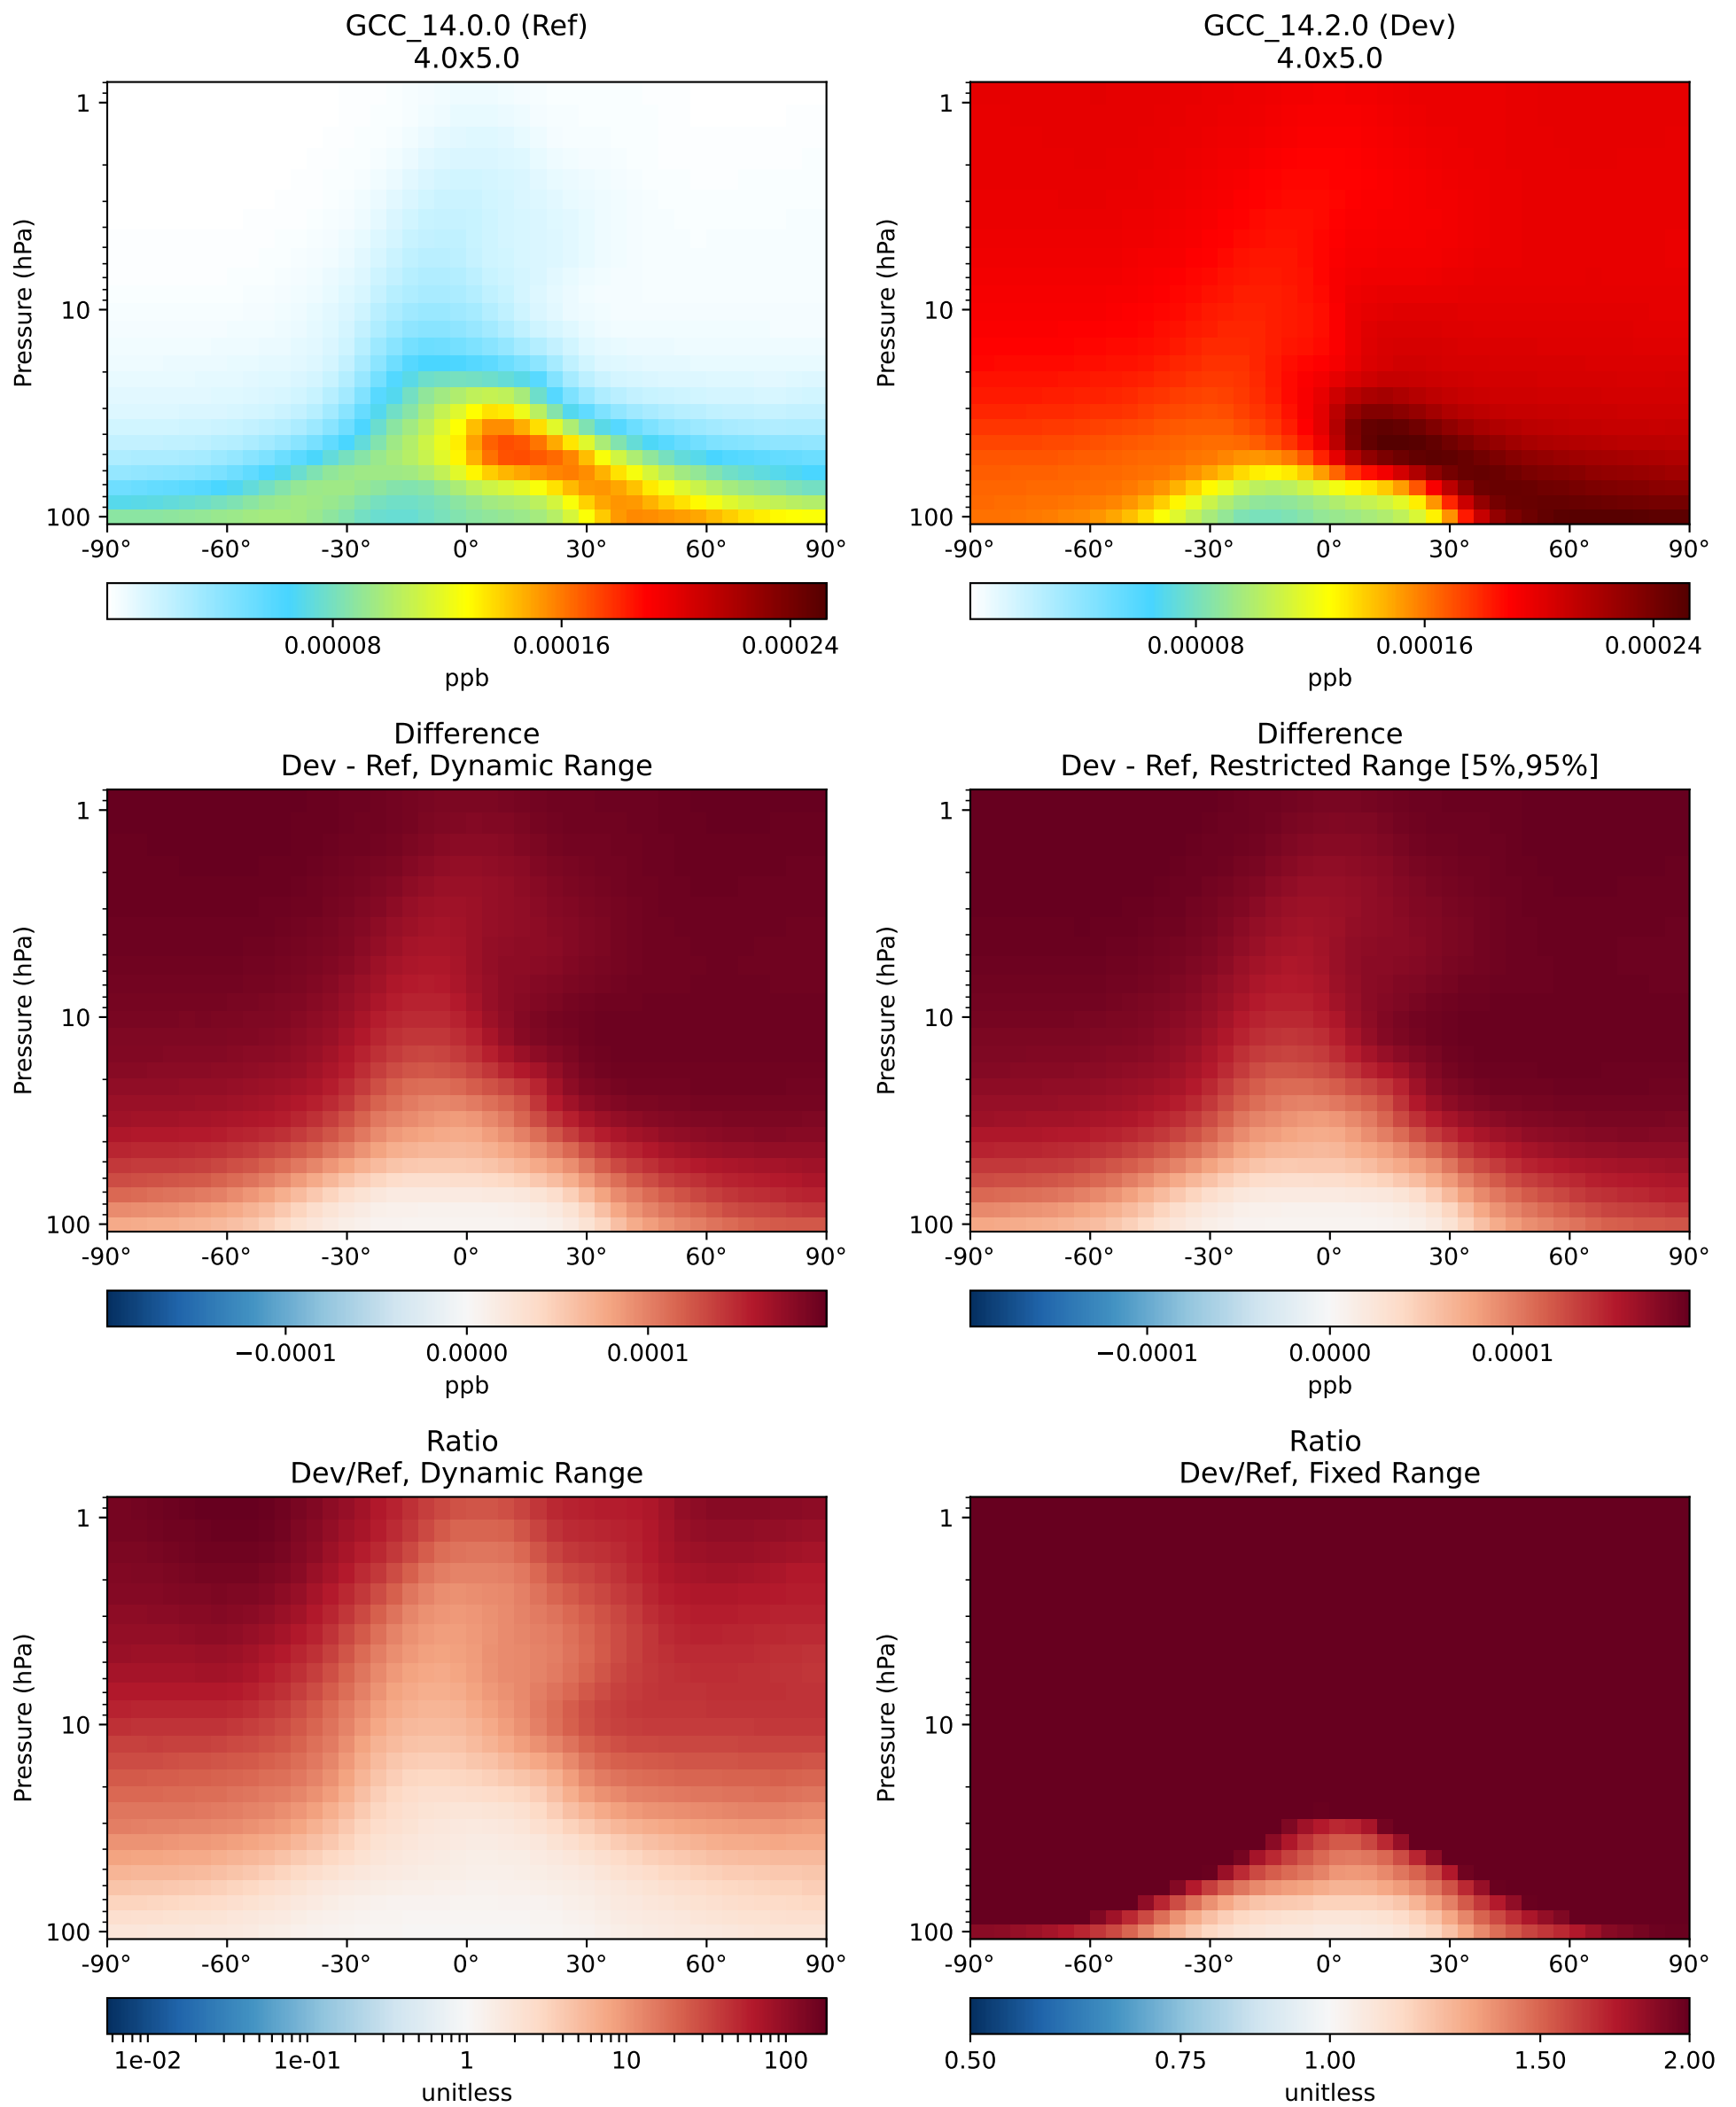 GCC_14.0.0 (Ref)
4.0x5.0
Pressure (hPa)
1
10
100
-90° -60° -30° 0° 30° 60° 90°
0.00008 0.00016 0.00024
ppb
GCC_14.2.0 (Dev)
4.0x5.0
Pressure (hPa)
1
10
100
-90° -60° -30° 0° 30° 60° 90°
0.00008 0.00016 0.00024
ppb
Difference
Dev - Ref, Dynamic Range
Pressure (hPa)
1
10
100
-90° -60° -30° 0° 30° 60° 90°
−0.0001 0.0000 0.0001
ppb
Difference
Dev - Ref, Restricted Range [5%,95%]
Pressure (hPa)
1
10
100
-90° -60° -30° 0° 30° 60° 90°
−0.0001 0.0000 0.0001
ppb
Ratio
Dev/Ref, Dynamic Range
Pressure (hPa)
1
10
100
-90° -60° -30° 0° 30° 60° 90°
1e-02 1e-01 1 10 100
unitless
Ratio
Dev/Ref, Fixed Range
Pressure (hPa)
1
10
100
-90° -60° -30° 0° 30° 60° 90°
0.50 0.75 1.00 1.50 2.00
unitless